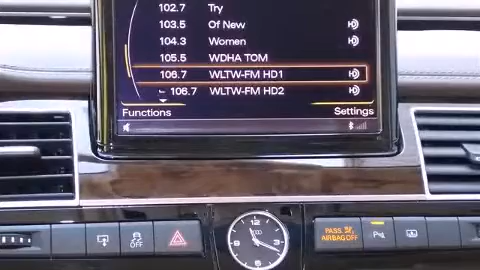 102.7 Try
103.5 Of New
104.3 Women
105.5 WDHA TOM
106.7 WLTW-FM HD1
106.7 WLTW-FM HD2
Functions Settings
OFF
PASS.
AIRBAG OFF
12